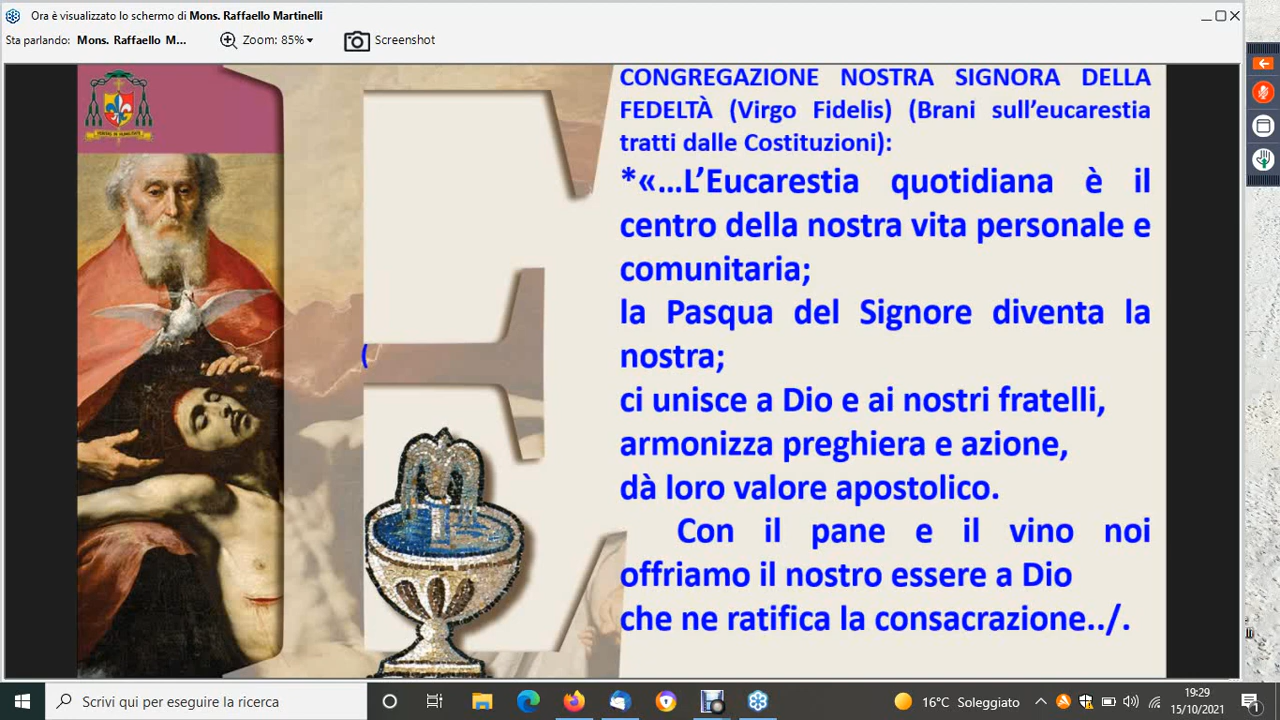 Ora è visualizzato lo schermo di Mons. Raffaello Martinelli
Sta parlando: Mons. Raffaello M... Zoom: 85% Screenshot
CONGREGAZIONE NOSTRA SIGNORA DELLA
FEDELTÀ (Virgo Fidelis) (Brani sull’eucarestia
tratti dalle Costituzioni):
*«…L’Eucarestia quotidiana è il
centro della nostra vita personale e
comunitaria;
la Pasqua del Signore diventa la
nostra;
ci unisce a Dio e ai nostri fratelli,
armonizza preghiera e azione,
dà loro valore apostolico.
Con il pane e il vino noi
offriamo il nostro essere a Dio
che ne ratifica la consacrazione../.
(
Scrivi qui per eseguire la ricerca
16°C Soleggiato
19:29
15/10/2021
1